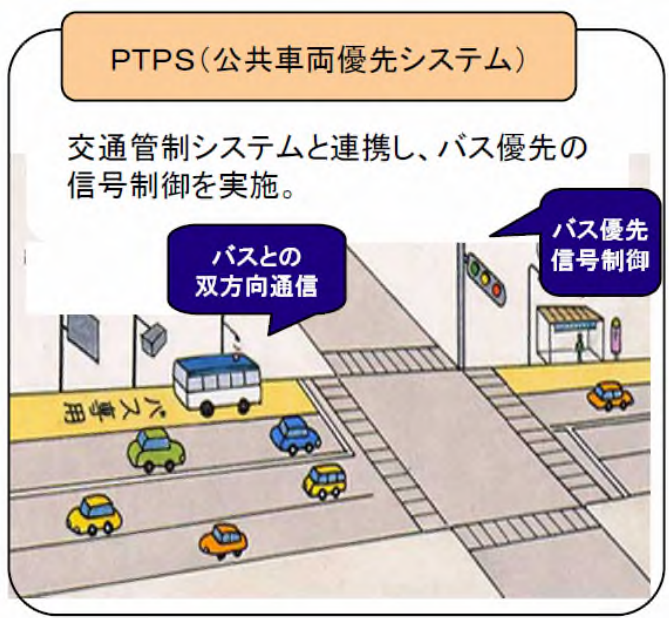 PTPS(公共車両優先システム)
交通管制システムと連携し、バス優先の
信号制御を実施。
バス優先
信号制御
バスとの
双方向通信
バス専用